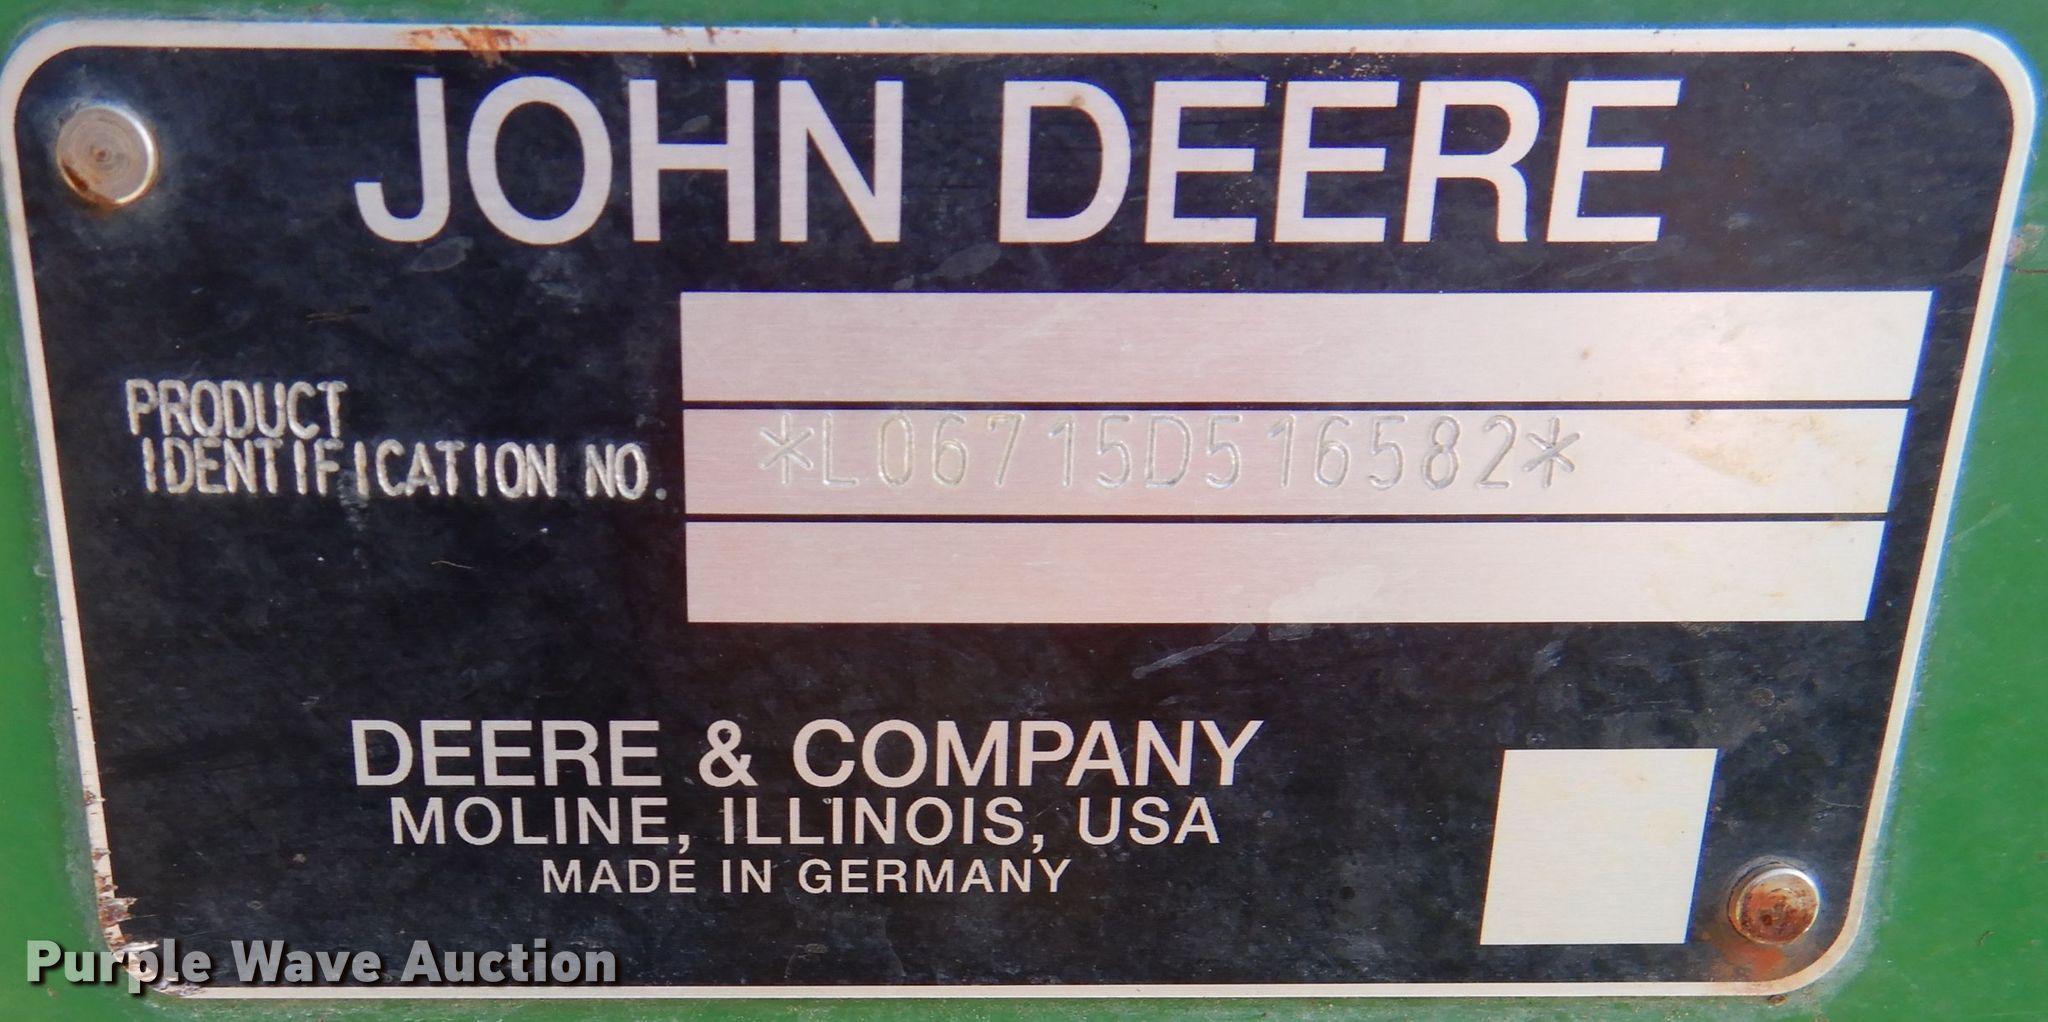 JOHN DEERE
PRODUCT
IDENTIFICATION NO.
*L06715D516582*
DEERE & COMPANY
MOLINE, ILLINOIS, USA
MADE IN GERMANY
Purple Wave Auction